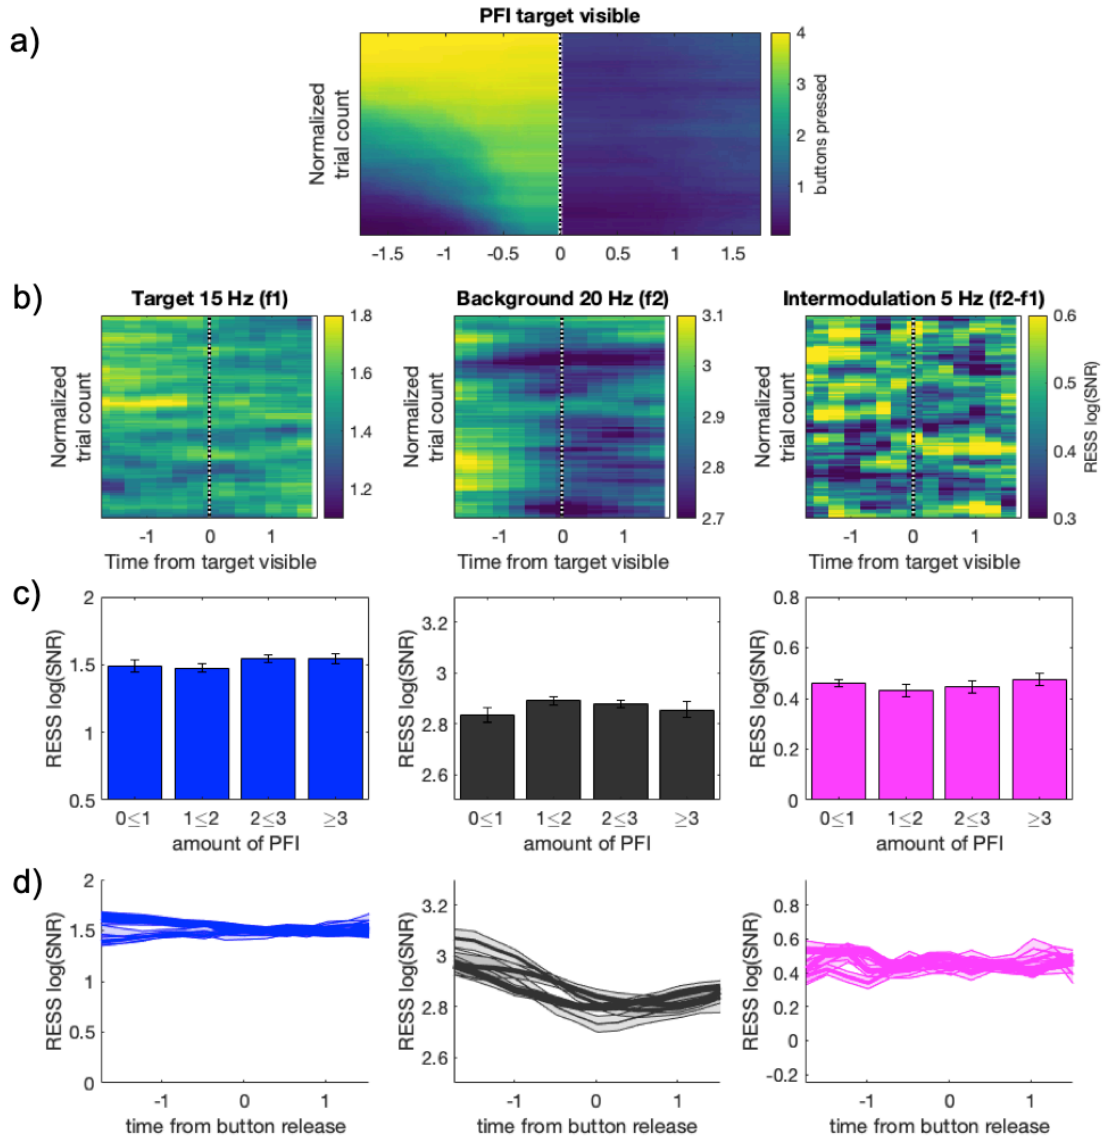 a)
PFI target visible
Normalized
trial count
4
3
2
1
buttons pressed
-1.5 -1 -0.5 0 0.5 1 1.5
b)
Target 15 Hz (f1)
Normalized
trial count
1.8
1.6
1.4
1.2
-1 0 1
Time from target visible
Background 20 Hz (f2)
Normalized
trial count
3.1
3
2.9
2.8
2.7
-1 0 1
Time from target visible
Intermodulation 5 Hz (f2-f1)
Normalized
trial count
0.6
0.5
0.4
0.3
RESS log(SNR)
-1 0 1
Time from target visible
c)
RESS log(SNR)
2
1.5
1
0.5
0≤1 1≤2 2≤3 ≥3
amount of PFI
RESS log(SNR)
3.2
3
2.8
2.6
0≤1 1≤2 2≤3 ≥3
amount of PFI
RESS log(SNR)
0.8
0.6
0.4
0.2
0
0≤1 1≤2 2≤3 ≥3
amount of PFI
d)
RESS log(SNR)
2
1.5
1
0.5
0
-1 0 1
time from button release
RESS log(SNR)
3.2
3
2.8
2.6
-1 0 1
time from button release
RESS log(SNR)
0.8
0.6
0.4
0.2
0
-0.2
-1 0 1
time from button release